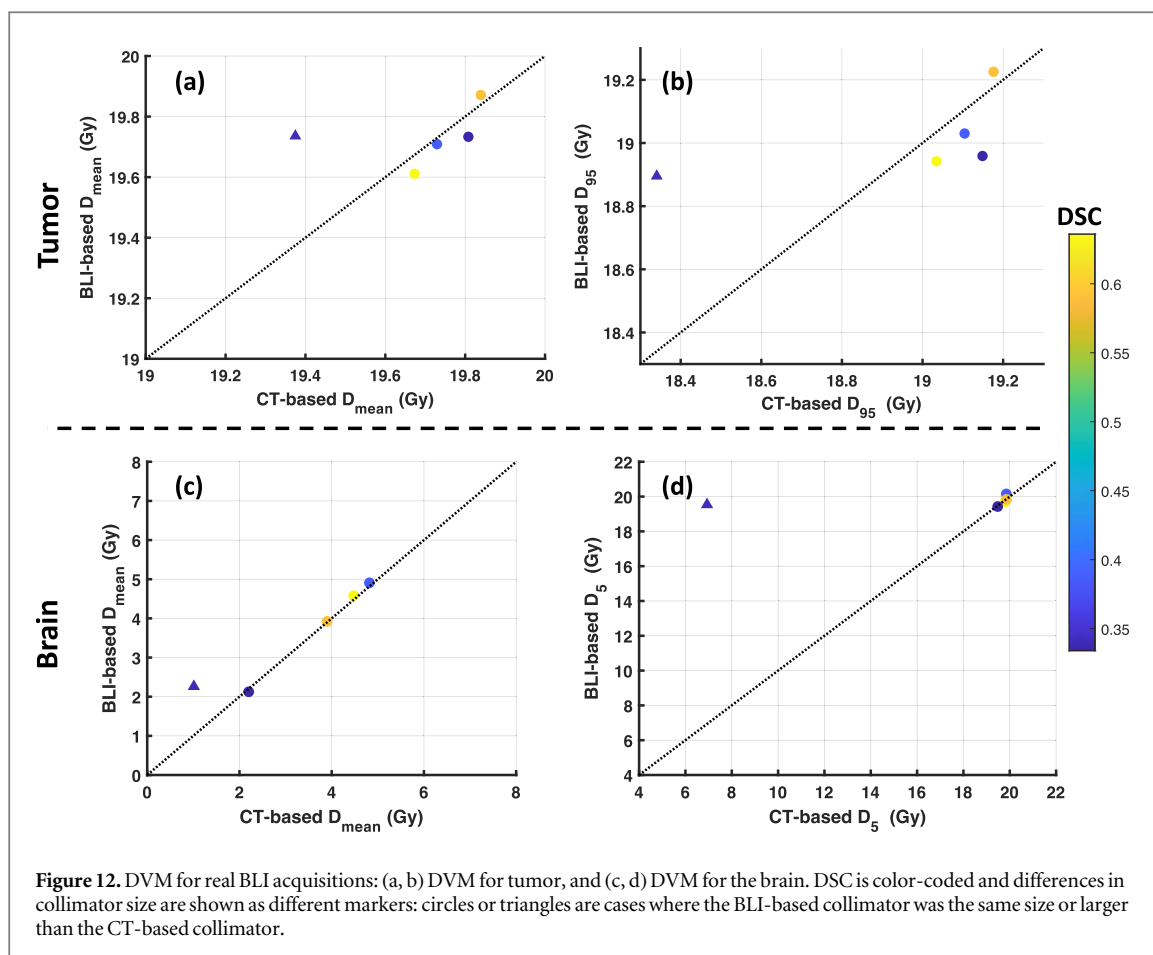 (a)
20
19.8
19.6
19.4
19.2
19
19 19.2 19.4 19.6 19.8 20
BLI-based Dmean (Gy)
CT-based Dmean (Gy)
(b)
19.2
19
18.8
18.6
18.4
18.4 18.6 18.8 19 19.2
BLI-based D95 (Gy)
CT-based D95 (Gy)
Tumor
(c)
8
7
6
5
4
3
2
1
0
0 2 4 6 8
BLI-based Dmean (Gy)
CT-based Dmean (Gy)
(d)
22
20
18
16
14
12
10
8
6
4
4 6 8 10 12 14 16 18 20 22
BLI-based D5 (Gy)
CT-based D5 (Gy)
Brain
DSC
0.6
0.55
0.5
0.45
0.4
0.35
Figure 12. DVM for real BLI acquisitions: (a, b) DVM for tumor, and (c, d) DVM for the brain. DSC is color-coded and differences in
collimator size are shown as different markers: circles or triangles are cases where the BLI-based collimator was the same size or larger
than the CT-based collimator.